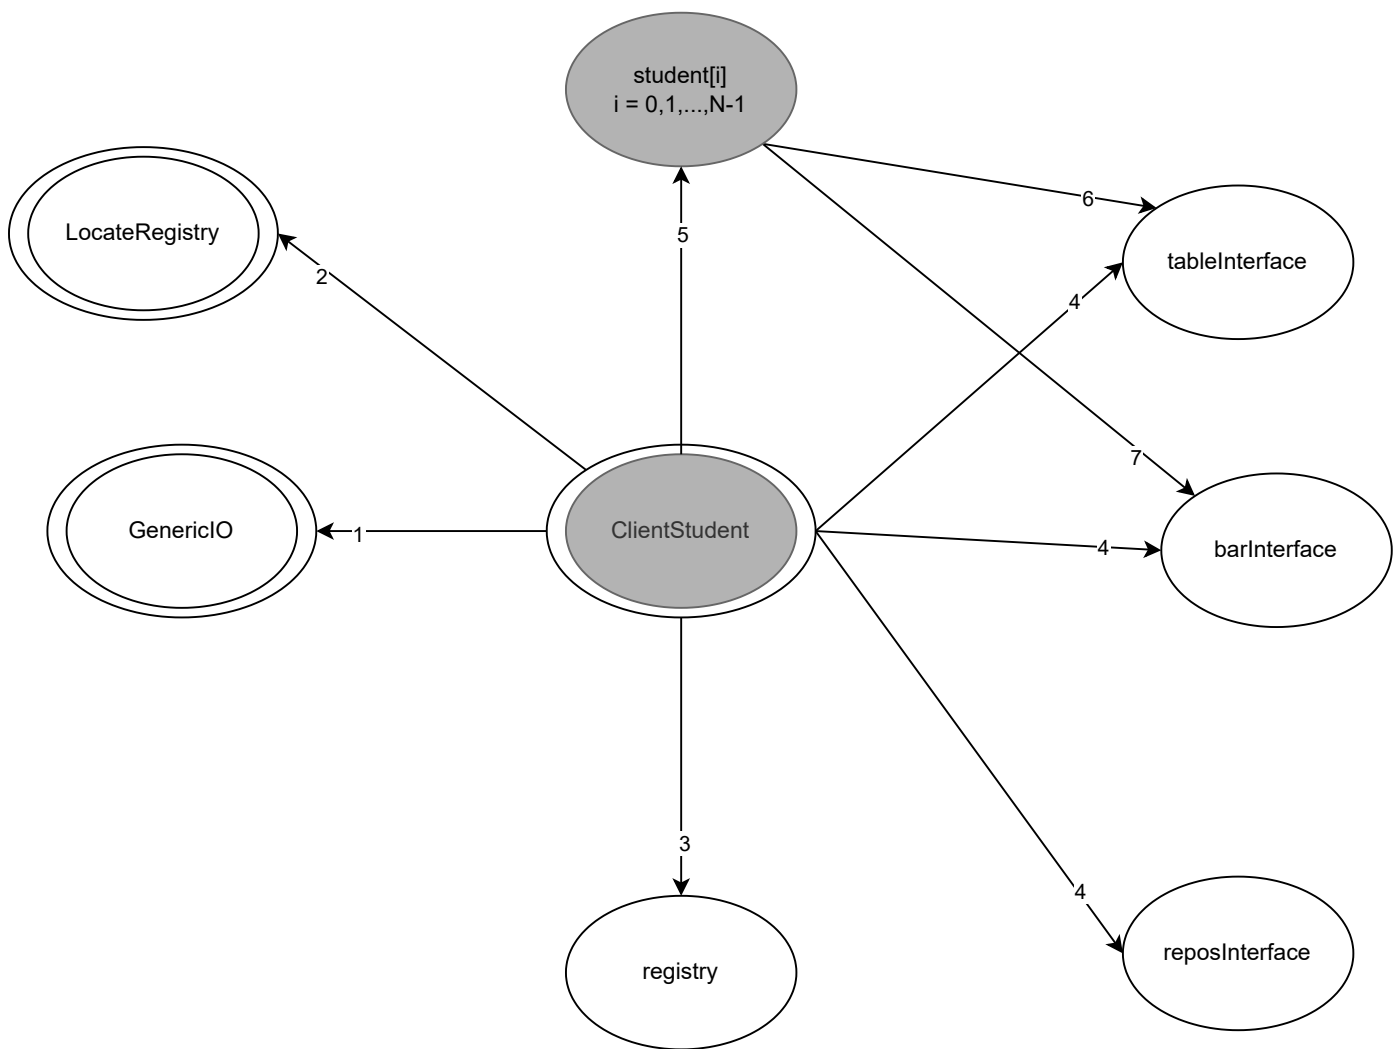 student[i]
i = 0,1,...,N-1
LocateRegistry
6
tableInterface
5
2
4
7
GenericIO
1
ClientStudent
4
barInterface
3
4
registry
reposInterface